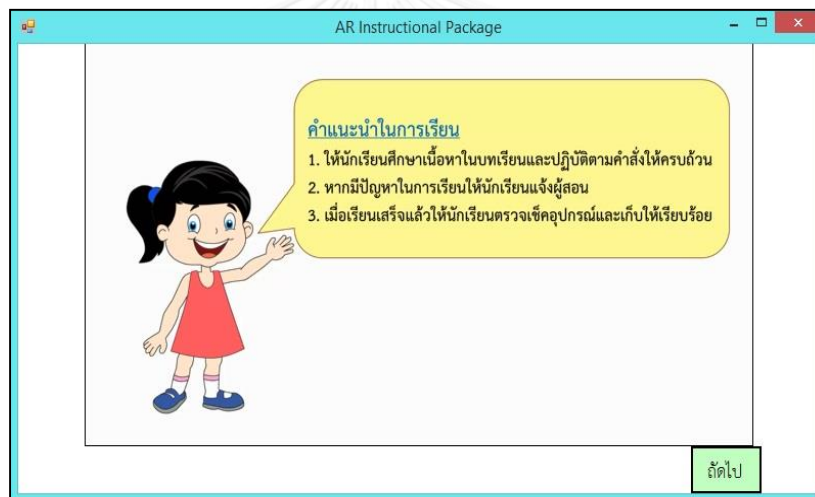 AR Instructional Package
คำแนะนำในการเรียน
1. ให้นักเรียนศึกษาเนื้อหาในบทเรียนและปฏิบัติตามคำสั่งให้ครบถ้วน
2. หากมีปัญหาในการเรียนให้นักเรียนแจ้งผู้สอน
3. เมื่อเรียนเสร็จแล้วให้นักเรียนตรวจเช็คอุปกรณ์และเก็บให้เรียบร้อย
ถัดไป